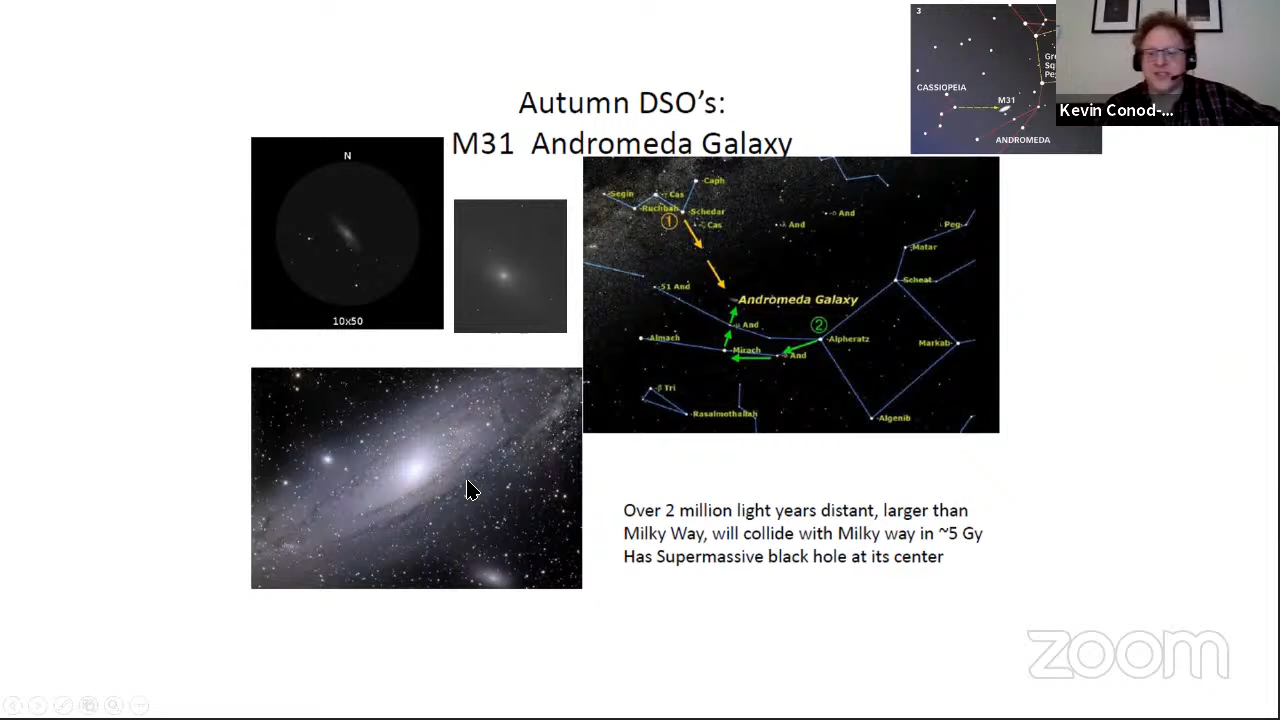 Autumn DSO's:
M31 Andromeda Galaxy
N
10x50
3
CASSIOPEIA
M31
ANDROMEDA
Kevin Conod-...
Caph
Segin
Cas
Ruchbah
Schedar
①
Cas
And
And
Peg
Matar
Scheat
51 And
Andromeda Galaxy
And
②
Almach
Mirach
And
Alpheratz
Markab
β Tri
Rasalmothallah
Algenib
Over 2 million light years distant, larger than
Milky Way, will collide with Milky way in ~5 Gy
Has Supermassive black hole at its center
zoom